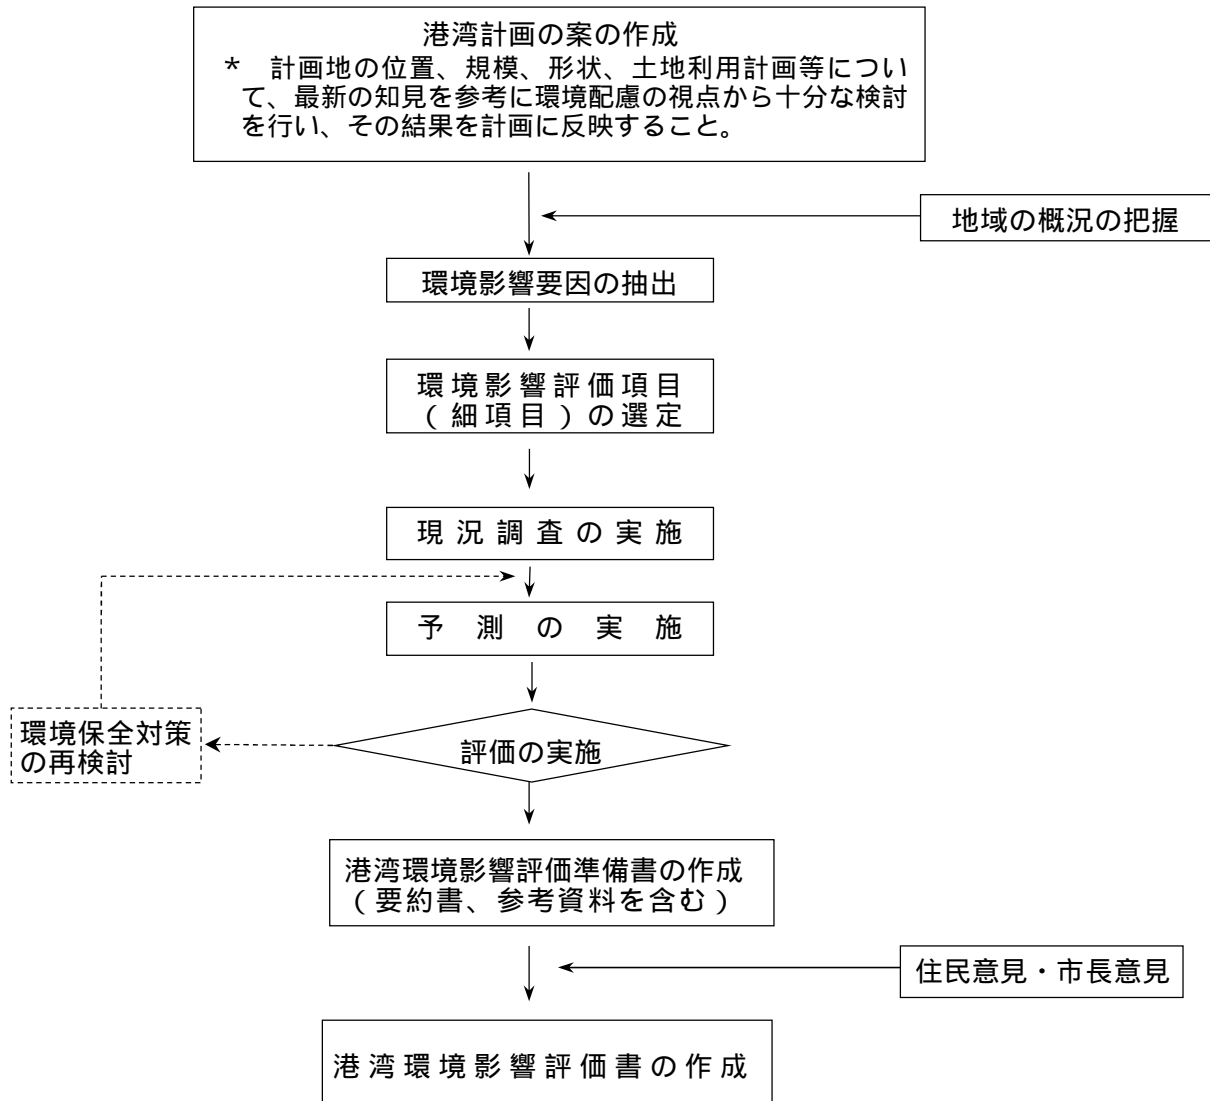 港湾計画の案の作成
* 計画地の位置、規模、形状、土地利用計画等につい
て、最新の知見を参考に環境配慮の視点から十分な検討
を行い、その結果を計画に反映すること。
地域の概況の把握
環境影響要因の抽出
環境影響評価項目
(細項目)の選定
現況調査の実施
予測の実施
環境保全対策
の再検討
評価の実施
港湾環境影響評価準備書の作成
(要約書、参考資料を含む)
住民意見・市長意見
港湾環境影響評価書の作成